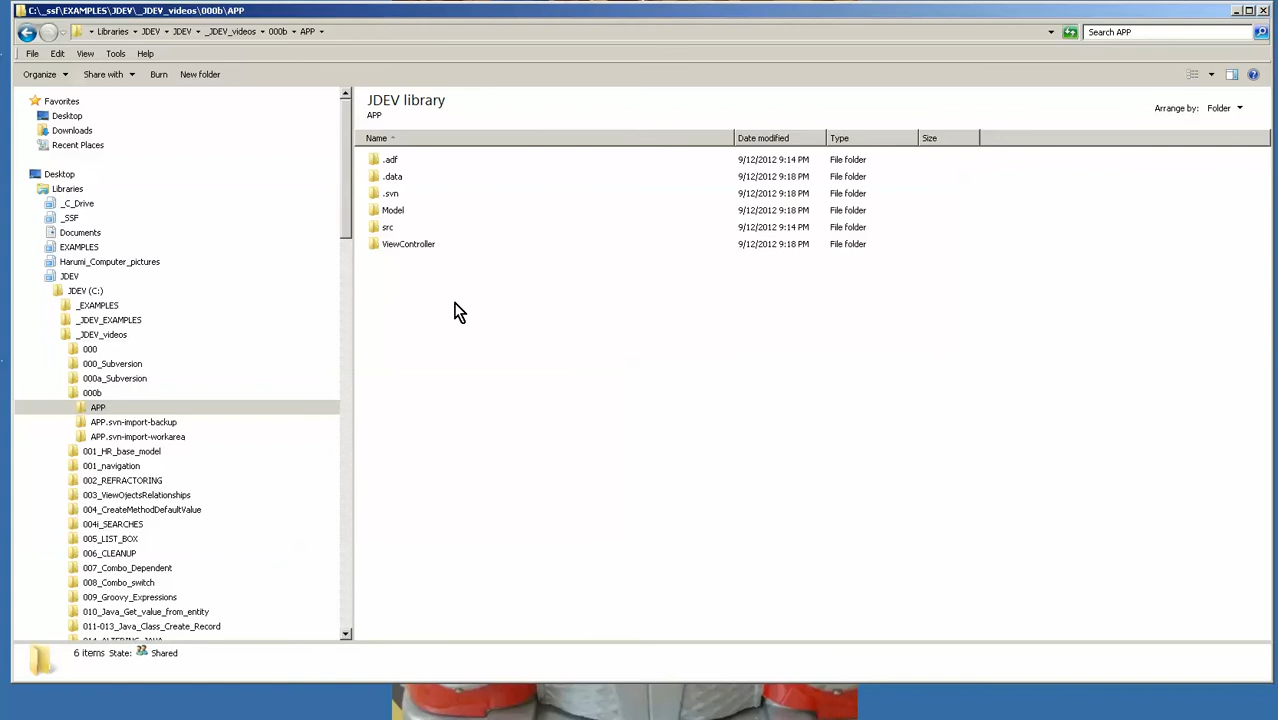 C:\_ssf\EXAMPLES\JDEV\_JDEV_videos\000b\APP
Libraries JDEV JDEV _JDEV_videos 000b APP
Search APP
File Edit View Tools Help
Organize Share with Burn New folder
Favorites
Desktop
Downloads
Recent Places
Desktop
Libraries
_C_Drive
_SSF
Documents
EXAMPLES
Harumi_Computer_pictures
JDEV
JDEV (C:)
_EXAMPLES
_JDEV_EXAMPLES
_JDEV_videos
000
000_Subversion
000a_Subversion
000b
APP
APP.svn-import-backup
APP.svn-import-workarea
001_HR_base_model
001_navigation
002_REFRACTORING
003_ViewOjectsRelationships
004_CreateMethodDefaultValue
004i_SEARCHES
005_LIST_BOX
006_CLEANUP
007_Combo_Dependent
008_Combo_switch
009_Groovy_Expressions
010_Java_Get_value_from_entity
011-013_Java_Class_Create_Record
014_ALTERING_JAVA
JDEV library
APP
Arrange by: Folder
Name Date modified Type Size
.adf 9/12/2012 9:14 PM File folder
.data 9/12/2012 9:18 PM File folder
.svn 9/12/2012 9:18 PM File folder
Model 9/12/2012 9:18 PM File folder
src 9/12/2012 9:14 PM File folder
ViewController 9/12/2012 9:18 PM File folder
6 items State: Shared